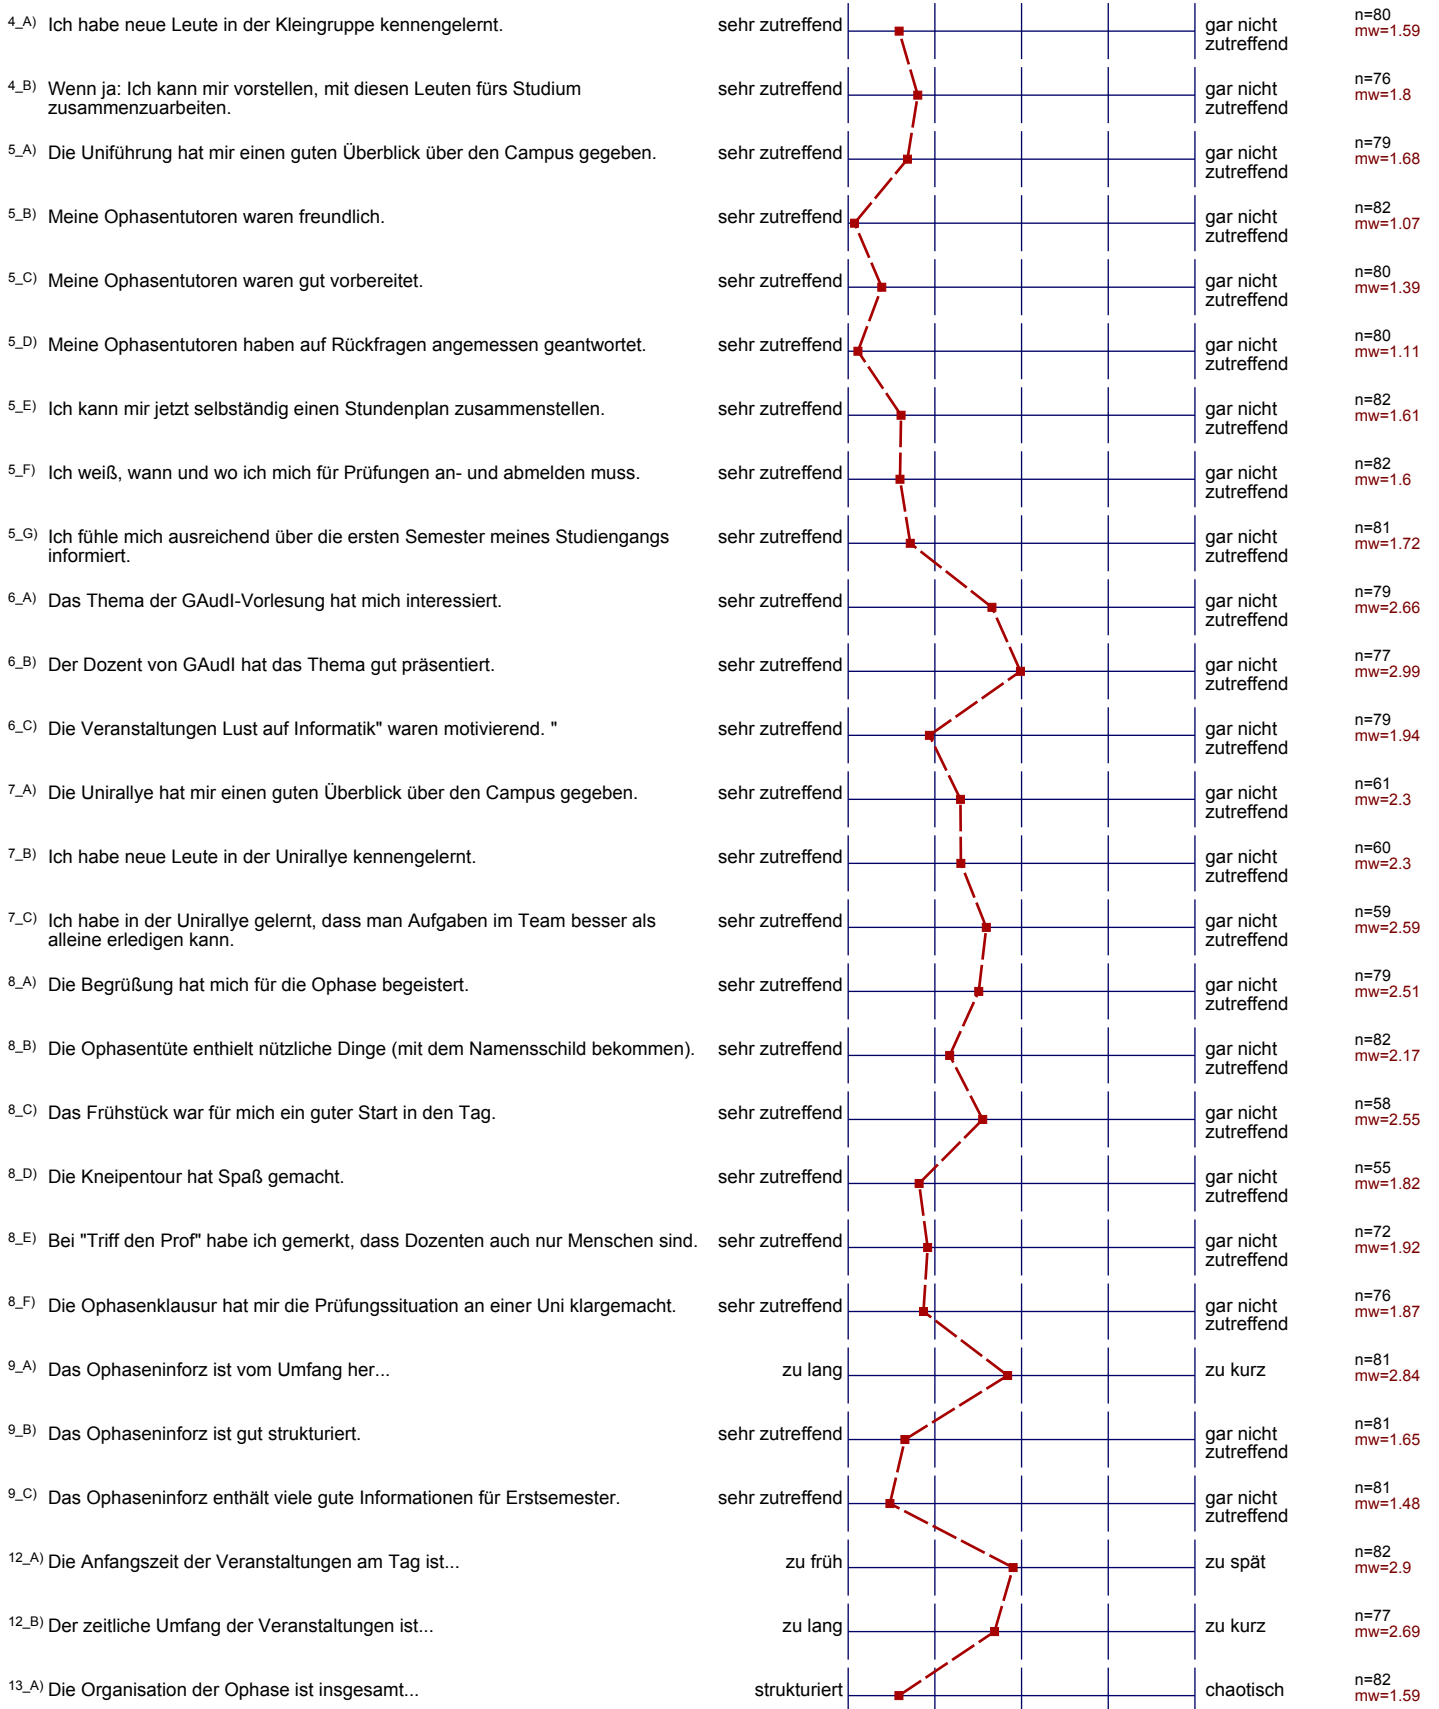 4_A) Ich habe neue Leute in der Kleingruppe kennengelernt. sehr zutreffend gar nicht n=80
zutreffend mw=1.59
4_B) Wenn ja: Ich kann mir vorstellen, mit diesen Leuten fürs Studium sehr zutreffend gar nicht n=76
zusammenzuarbeiten. zutreffend mw=1.8
5_A) Die Uniführung hat mir einen guten Überblick über den Campus gegeben. sehr zutreffend gar nicht n=79
zutreffend mw=1.68
5_B) Meine Ophasentutoren waren freundlich. sehr zutreffend gar nicht n=82
zutreffend mw=1.07
5_C) Meine Ophasentutoren waren gut vorbereitet. sehr zutreffend gar nicht n=80
zutreffend mw=1.39
5_D) Meine Ophasentutoren haben auf Rückfragen angemessen geantwortet. sehr zutreffend gar nicht n=80
zutreffend mw=1.11
5_E) Ich kann mir jetzt selbständig einen Stundenplan zusammenstellen. sehr zutreffend gar nicht n=82
zutreffend mw=1.61
5_F) Ich weiß, wann und wo ich mich für Prüfungen an- und abmelden muss. sehr zutreffend gar nicht n=82
zutreffend mw=1.6
5_G) Ich fühle mich ausreichend über die ersten Semester meines Studiengangs sehr zutreffend gar nicht n=81
informiert. zutreffend mw=1.72
6_A) Das Thema der GAudI-Vorlesung hat mich interessiert. sehr zutreffend gar nicht n=79
zutreffend mw=2.66
6_B) Der Dozent von GAudI hat das Thema gut präsentiert. sehr zutreffend gar nicht n=77
zutreffend mw=2.99
6_C) Die Veranstaltungen Lust auf Informatik" waren motivierend. " sehr zutreffend gar nicht n=79
zutreffend mw=1.94
7_A) Die Unirallye hat mir einen guten Überblick über den Campus gegeben. sehr zutreffend gar nicht n=61
zutreffend mw=2.3
7_B) Ich habe neue Leute in der Unirallye kennengelernt. sehr zutreffend gar nicht n=60
zutreffend mw=2.3
7_C) Ich habe in der Unirallye gelernt, dass man Aufgaben im Team besser als sehr zutreffend gar nicht n=59
alleine erledigen kann. zutreffend mw=2.59
8_A) Die Begrüßung hat mich für die Ophase begeistert. sehr zutreffend gar nicht n=79
zutreffend mw=2.51
8_B) Die Ophasentüte enthielt nützliche Dinge (mit dem Namensschild bekommen). sehr zutreffend gar nicht n=82
zutreffend mw=2.17
8_C) Das Frühstück war für mich ein guter Start in den Tag. sehr zutreffend gar nicht n=58
zutreffend mw=2.55
8_D) Die Kneipentour hat Spaß gemacht. sehr zutreffend gar nicht n=55
zutreffend mw=1.82
8_E) Bei "Triff den Prof" habe ich gemerkt, dass Dozenten auch nur Menschen sind. sehr zutreffend gar nicht n=72
zutreffend mw=1.92
8_F) Die Ophasenklausur hat mir die Prüfungssituation an einer Uni klargemacht. sehr zutreffend gar nicht n=76
zutreffend mw=1.87
9_A) Das Ophaseninforz ist vom Umfang her... zu lang zu kurz n=81
mw=2.84
9_B) Das Ophaseninforz ist gut strukturiert. sehr zutreffend gar nicht n=81
zutreffend mw=1.65
9_C) Das Ophaseninforz enthält viele gute Informationen für Erstsemester. sehr zutreffend gar nicht n=81
zutreffend mw=1.48
12_A) Die Anfangszeit der Veranstaltungen am Tag ist... zu früh zu spät n=82
mw=2.9
12_B) Der zeitliche Umfang der Veranstaltungen ist... zu lang zu kurz n=77
mw=2.69
13_A) Die Organisation der Ophase ist insgesamt... strukturiert chaotisch n=82
mw=1.59